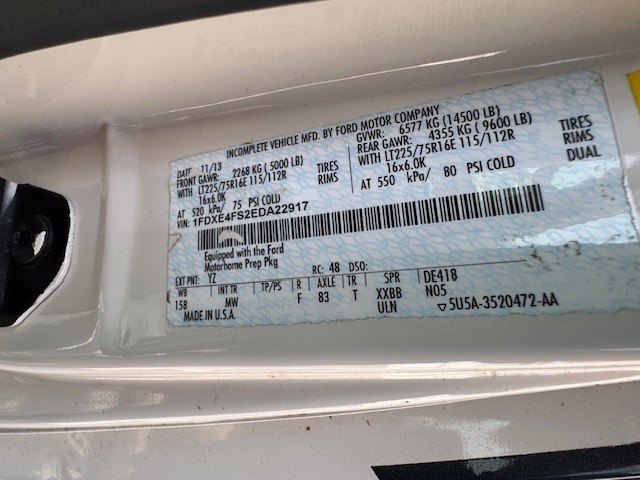 INCOMPLETE VEHICLE MFD. BY FORD MOTOR COMPANY
DATE 11/13 GVWR: 6577 KG (14500 LB)
FRONT GAWR: 2268 KG (5000 LB) REAR GAWR: 4355 KG ( 9600 LB)
WITH LT225/75R16E 115/112R TIRES WITH LT225/75R16E 115/112R TIRES
16x6.0K RIMS 16x6.0K RIMS
AT 520 kPa/ 75 PSI COLD AT 550 kPa/ 80 PSI COLD DUAL
VIN: 1FDXE4FS2EDA22917
Equipped with the Ford
Motorhome Prep Pkg
EXT PNT: YZ RC: 48 DSO:
WB INT TR TP/PS R AXLE TR SPR DE418
158 MW F 83 T XXBB N05
MADE IN U.S.A. ULN ▽5U5A-3520472-AA